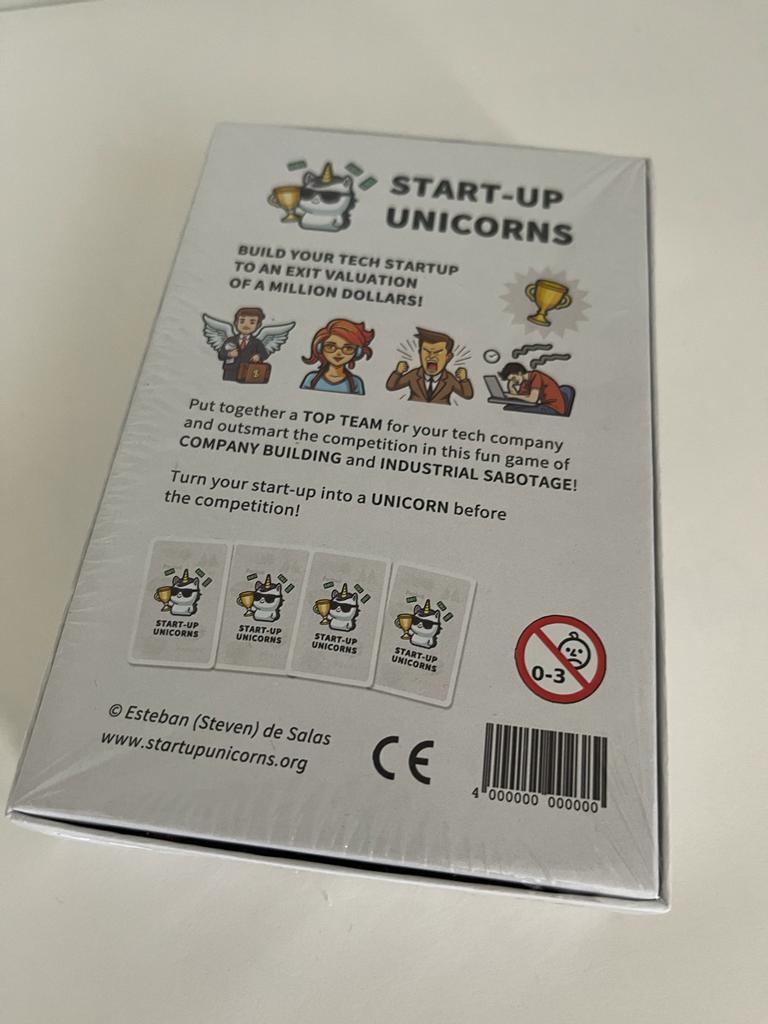 START-UP
UNICORNS
BUILD YOUR TECH STARTUP
TO AN EXIT VALUATION
OF A MILLION DOLLARS!
$
Put together a TOP TEAM for your tech company
and outsmart the competition in this fun game of
COMPANY BUILDING and INDUSTRIAL SABOTAGE!
Turn your start-up into a UNICORN before
the competition!
START-UP
UNICORNS
START-UP
UNICORNS
START-UP
UNICORNS
START-UP
UNICORNS
0-3
© Esteban (Steven) de Salas
www.startupunicorns.org
CE
4 000000 000000